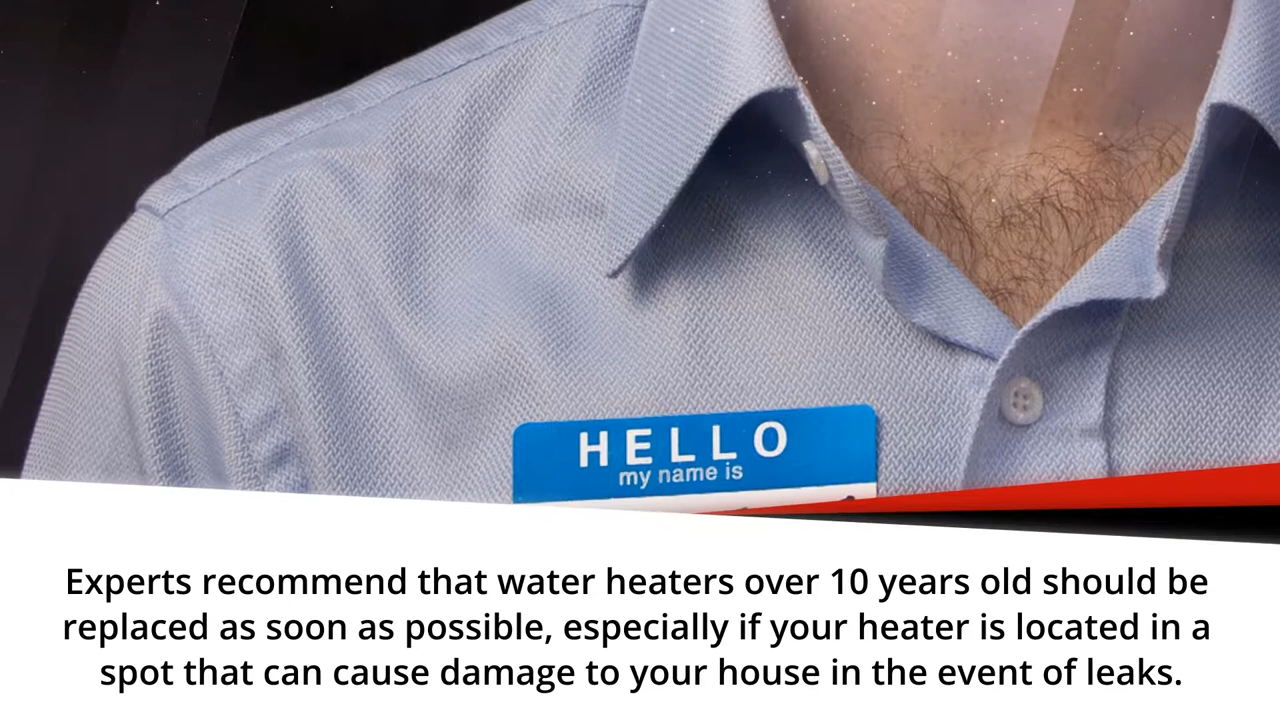 HELLO
my name is
Experts recommend that water heaters over 10 years old should be
replaced as soon as possible, especially if your heater is located in a
spot that can cause damage to your house in the event of leaks.